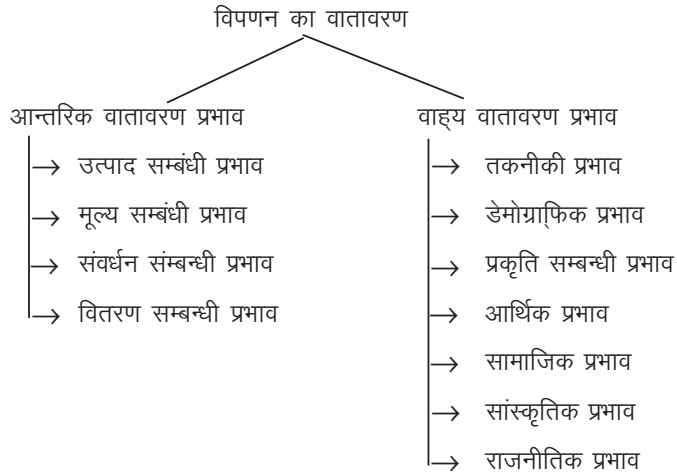 विपणन का वातावरण
आन्तरिक वातावरण प्रभाव
उत्पाद सम्बंधी प्रभाव
मूल्य सम्बंधी प्रभाव
संवर्धन संम्बन्धी प्रभाव
वितरण सम्बन्धी प्रभाव
वाह्य वातावरण प्रभाव
तकनीकी प्रभाव
डेमोग्राफि्क प्रभाव
प्रकृति सम्बन्धी प्रभाव
आर्थिक प्रभाव
सामाजिक प्रभाव
सांस्कृतिक प्रभाव
राजनीतिक प्रभाव